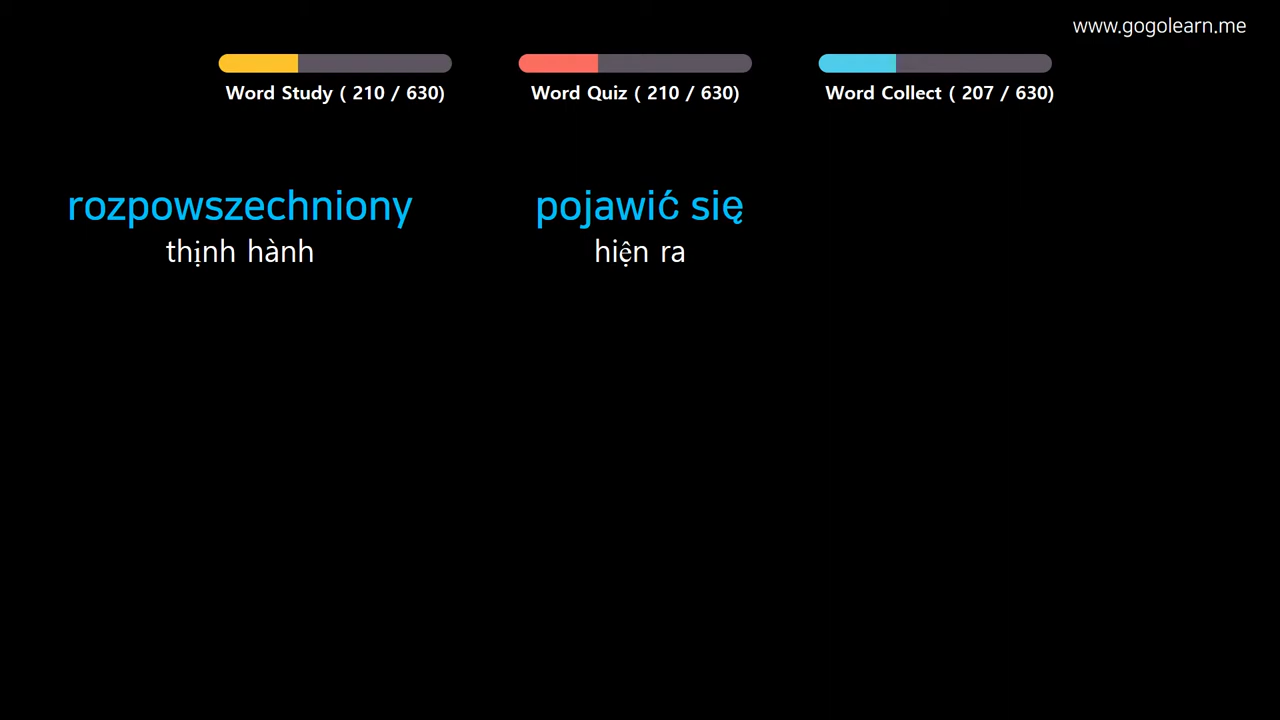 www.gogolearn.me
Word Study ( 210 / 630)
Word Quiz ( 210 / 630)
Word Collect ( 207 / 630)
rozpowszechniony
thịnh hành
pojawić się
hiện ra